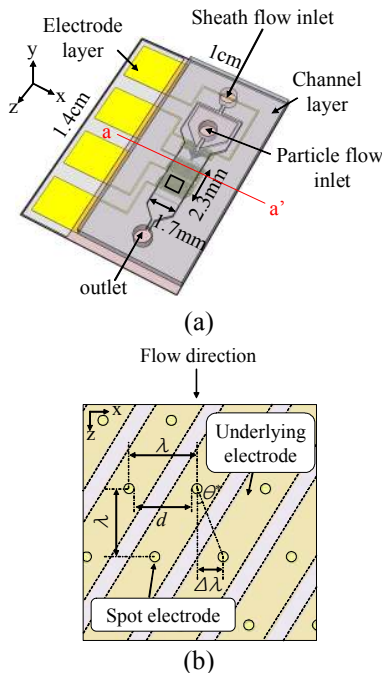 Sheath flow inlet
Electrode
layer
1cm
y
x
z
Channel
layer
1.4cm
a
Particle flow
inlet
2.3mm
a'
1.7mm
outlet
(a)
Flow direction
x
z
λ
Underlying
electrode
θ
λ
d
Δλ
Spot electrode
(b)